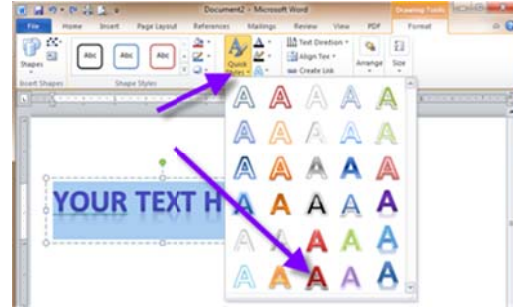 Document2 - Microsoft Word
Drawing Tools
File Home Insert Page Layout References Mailings Review View PDF Format
Shapes
Abc Abc Abc
Quick Styles
Text Direction
Align Tex
Create Link
Arrange
Size
Insert Shapes
Shape Styles
YOUR TEXT H
A A A A A
A A A A A
A A A A A
A A A A A
A A A A A
A A A A A